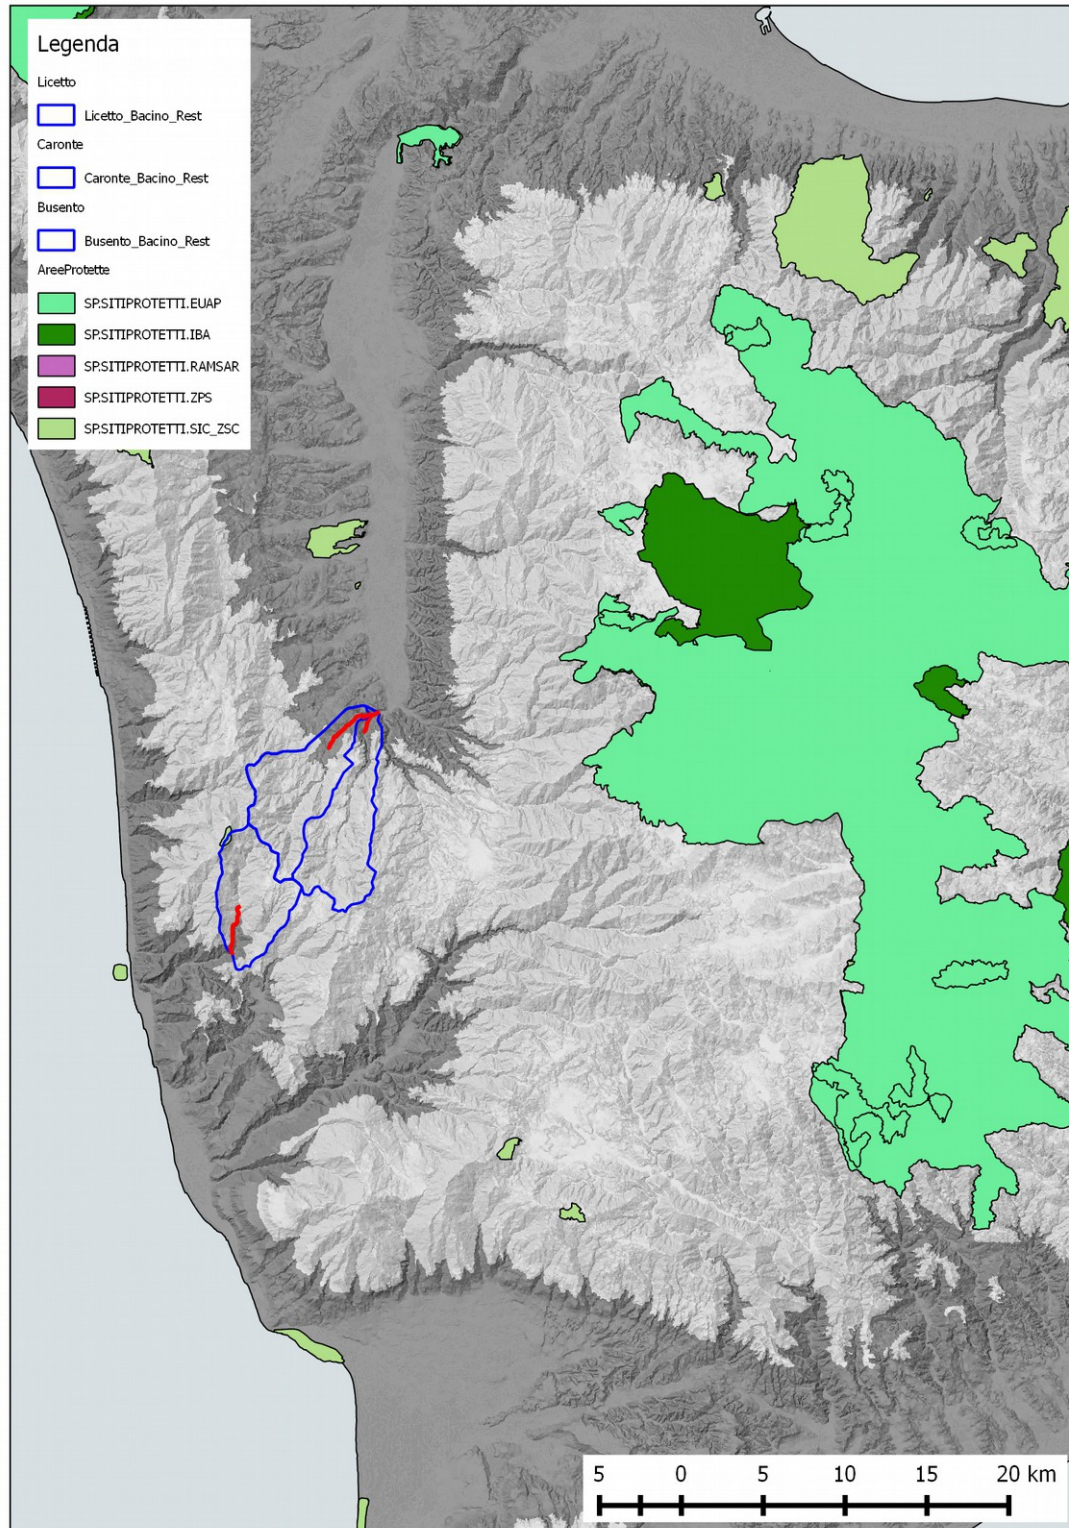 Legenda
Licetto
Licetto_Bacino_Rest
Caronte
Caronte_Bacino_Rest
Busento
Busento_Bacino_Rest
AreeProtette
SP.SITIPROTETTI.EUAP
SP.SITIPROTETTI.IBA
SP.SITIPROTETTI.RAMSAR
SP.SITIPROTETTI.ZPS
SP.SITIPROTETTI.SIC_ZSC
5 0 5 10 15 20 km